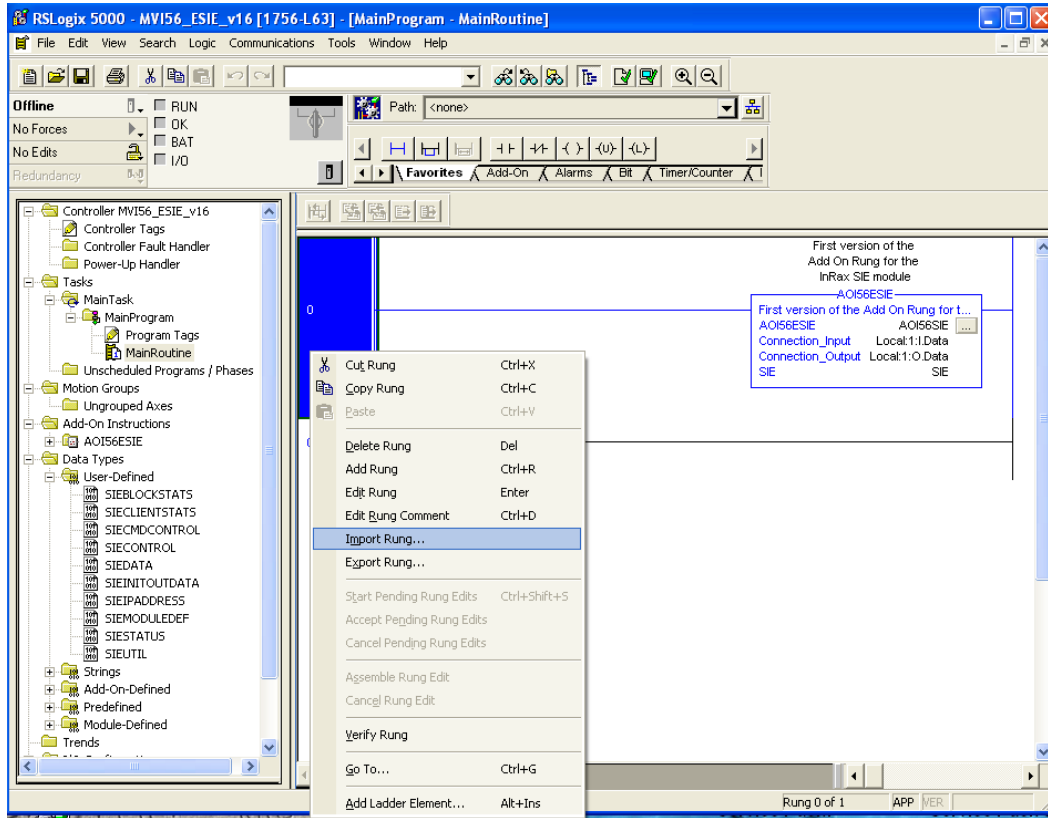 RSLogix 5000 - MVI56_ESIE_v16 [1756-L63] - [MainProgram - MainRoutine]
File Edit View Search Logic Communications Tools Window Help
Offline
RUN
No Forces
OK
No Edits
BAT
Redundancy
I/O
Path: <none>
(U) (L)
Favorites Add-On Alarms Bit Timer/Counter
Controller MVI56_ESIE_v16
Controller Tags
Controller Fault Handler
Power-Up Handler
Tasks
MainTask
MainProgram
Program Tags
MainRoutine
Unscheduled Programs / Phases
Motion Groups
Ungrouped Axes
Add-On Instructions
AOI56ESIE
Data Types
User-Defined
SIEBLOCKSTATS
SIECLIENTSTATS
SIECMDCONTROL
SIECONTROL
SIEDATA
SIEINITOUTDATA
SIEIPADDRESS
SIEMODULEDEF
SIESTATUS
SIEUTIL
Strings
Add-On-Defined
Predefined
Module-Defined
Trends
0
First version of the
Add On Rung for the
InRax SIE module
AOI56ESIE
First version of the Add On Rung for t...
AOI56ESIE AOI56SIE ...
Connection_Input Local:1:I.Data
Connection_Output Local:1:O.Data
SIE SIE
Cut Rung Ctrl+X
Copy Rung Ctrl+C
Paste Ctrl+V
Delete Rung Del
Add Rung Ctrl+R
Edit Rung Enter
Edit Rung Comment Ctrl+D
Import Rung...
Export Rung...
Start Pending Rung Edits Ctrl+Shift+S
Accept Pending Rung Edits
Cancel Pending Rung Edits
Assemble Rung Edit
Cancel Rung Edit
Verify Rung
Go To... Ctrl+G
Add Ladder Element... Alt+Ins
Rung 0 of 1 APP VER